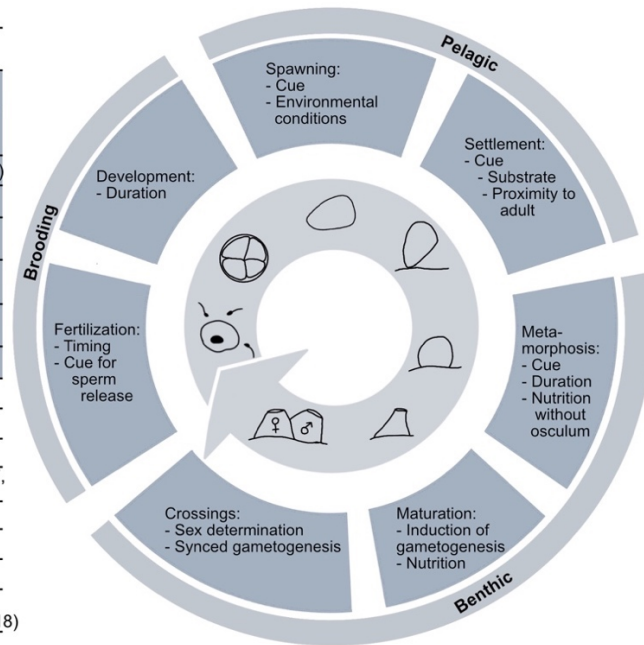 Pelagic
Spawning:
- Cue
- Environmental
conditions
Settlement:
- Cue
- Substrate
- Proximity to
adult
Meta-
morphosis:
- Cue
- Duration
- Nutrition
without
osculum
Benthic
Maturation:
- Induction of
gametogenesis
- Nutrition
Crossings:
- Sex determination
- Synced gametogenesis
♀ ♂
Brooding
Fertilization:
- Timing
- Cue for
sperm
release
Development:
- Duration
)
,
8)